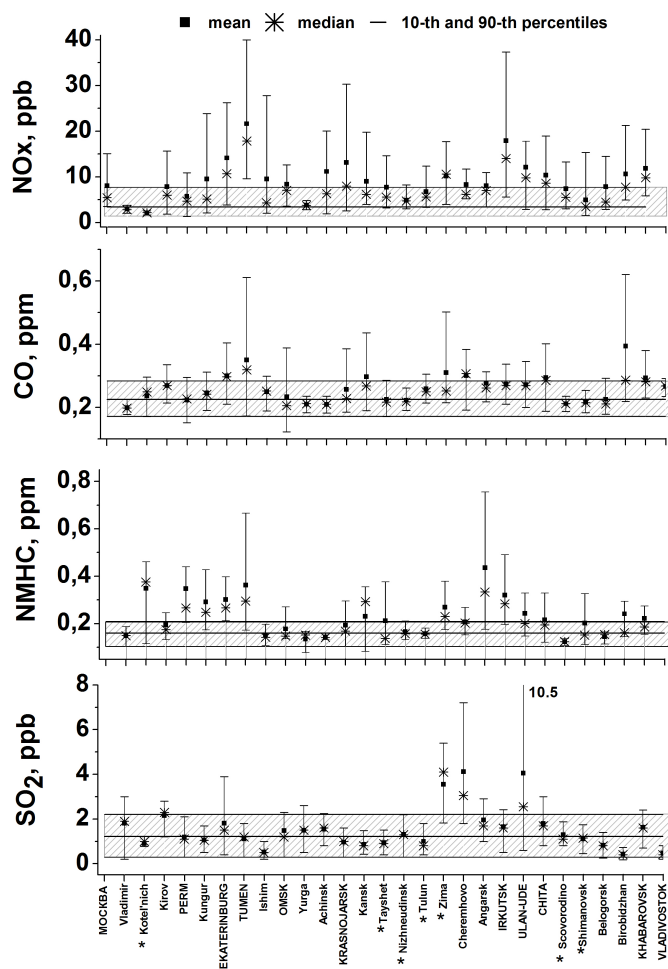 mean median 10-th and 90-th percentiles
NOx, ppb
40
30
20
10
0
CO, ppm
0,6
0,4
0,2
NMHC, ppm
0,8
0,6
0,4
0,2
SO2, ppb
8
6
4
2
0
10.5
МОСКВА
Vladimir
* Kotel'nich
Kirov
PERM
Kungur
EKATERINBURG
TUMEN
Ishim
OMSK
Yurga
Achinsk
KRASNOJARSK
Kansk
*Tayshet
* Nizhneudinsk
* Tulun
* Zima
Cheremhovo
Angarsk
IRKUTSK
ULAN-UDE
CHITA
* Scovorodino
*Shimanovsk
Belogorsk
Birobidzhan
KHABAROVSK
VLADIVOSTOK